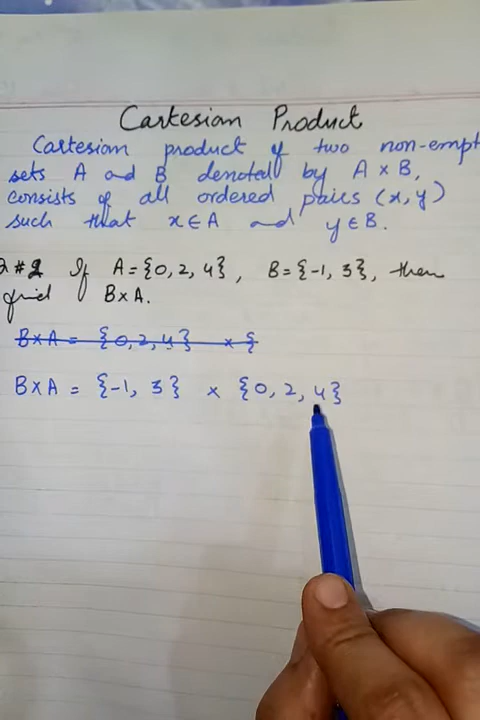 Cartesian Product
Cartesian product of two non-empt
sets A and B denoted by A × B,
consists of all ordered pairs (x, y)
such that x ∈ A and y ∈ B.
If A = {0, 2, 4}, B = {-1, 3}, then
find B×A.
B×A = {0, 2, 4} × {
B×A = {-1, 3} × {0, 2, 4}